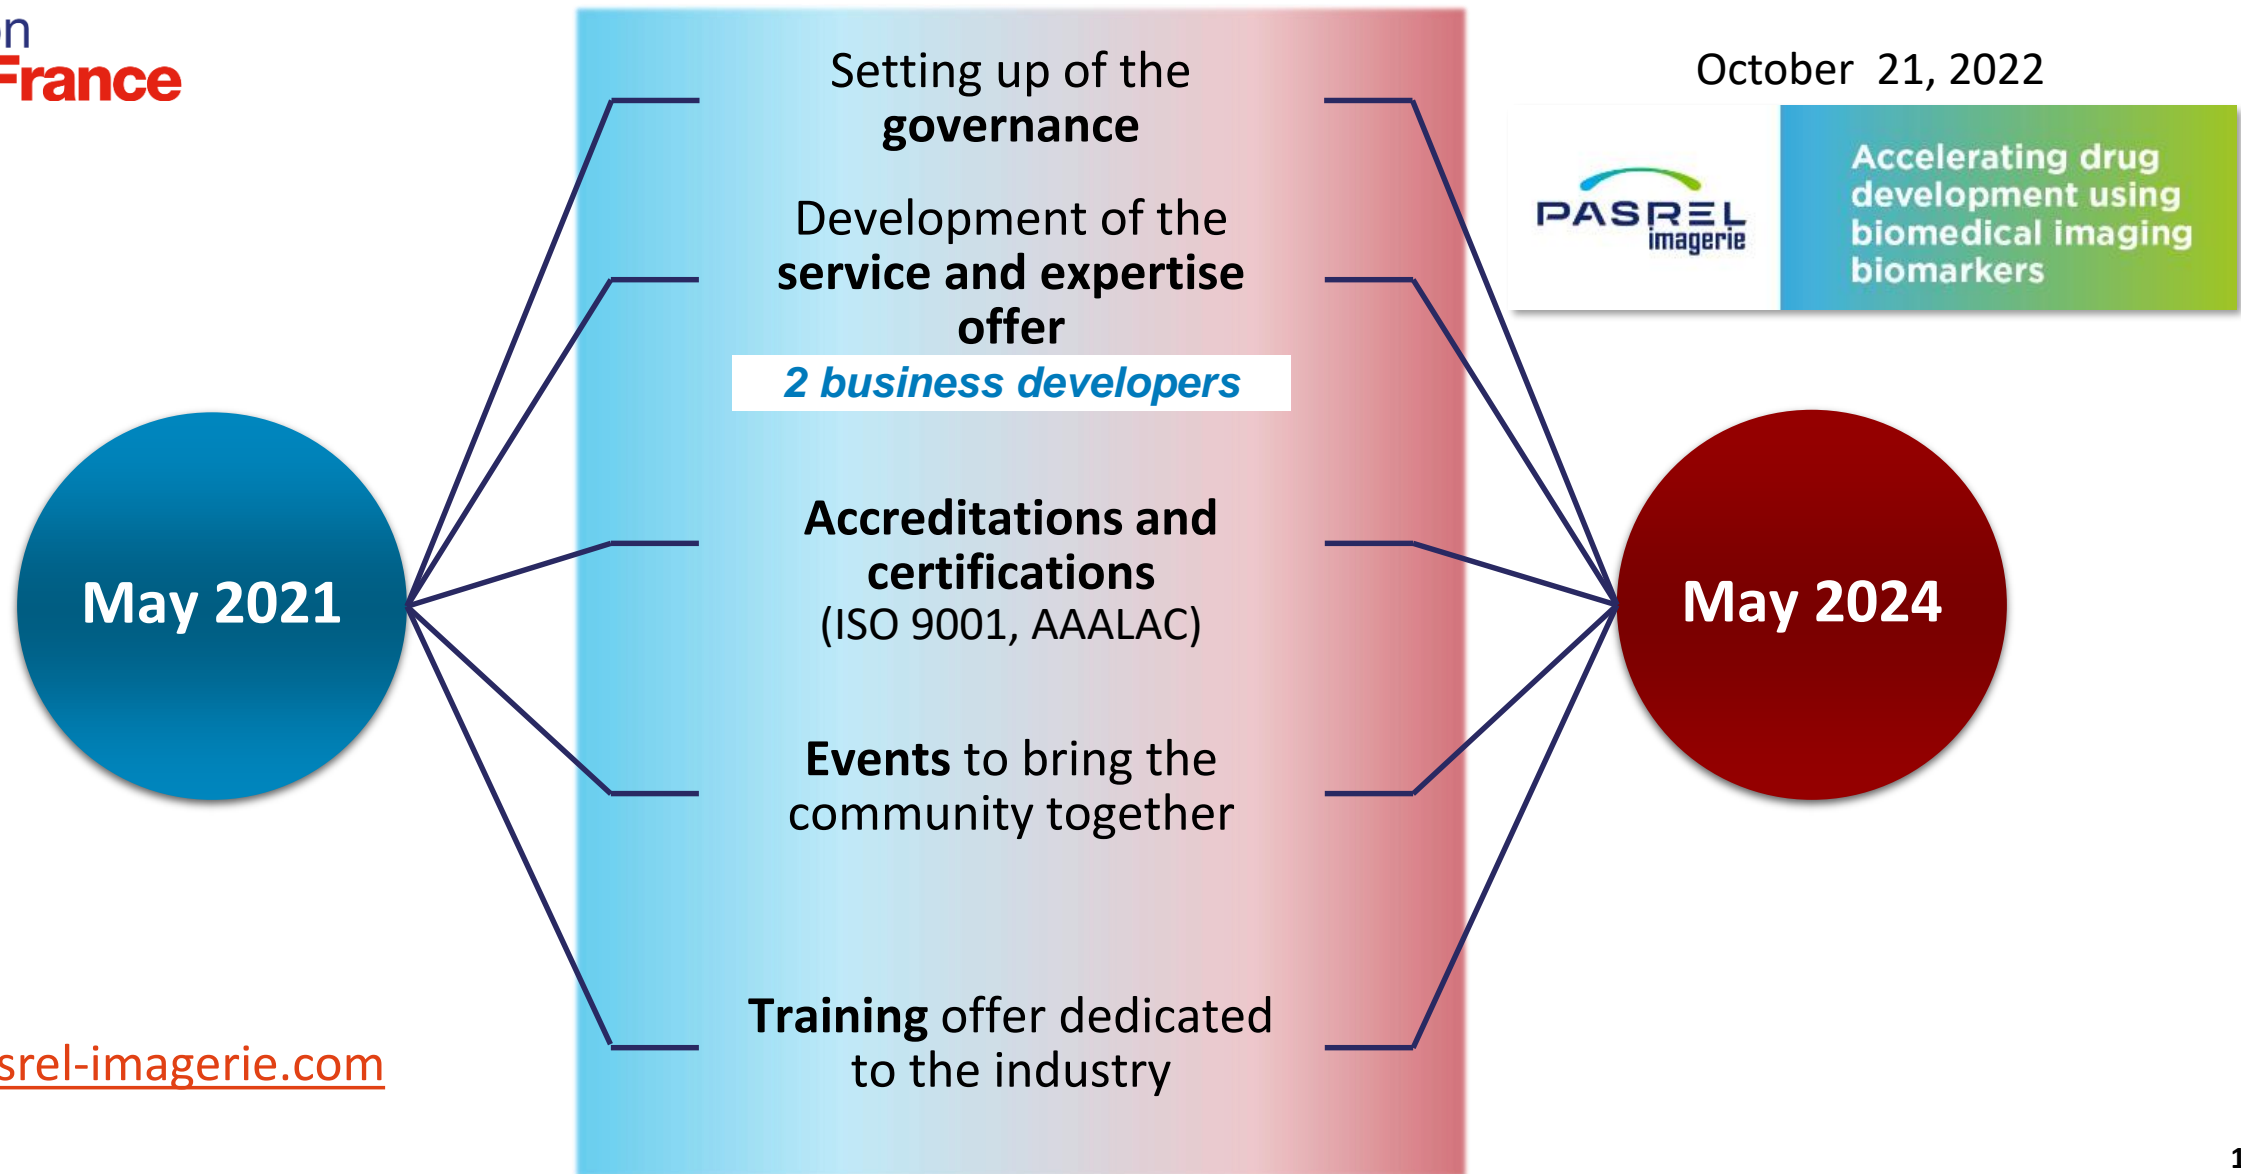 on
France
Setting up of the
governance
October 21, 2022
PASREL
imagerie
Accelerating drug
development using
biomedical imaging
biomarkers
Development of the
service and expertise
offer
2 business developers
May 2021
Accreditations and
certifications
(ISO 9001, AAALAC)
May 2024
Events to bring the
community together
Training offer dedicated
to the industry
srel-imagerie.com
1